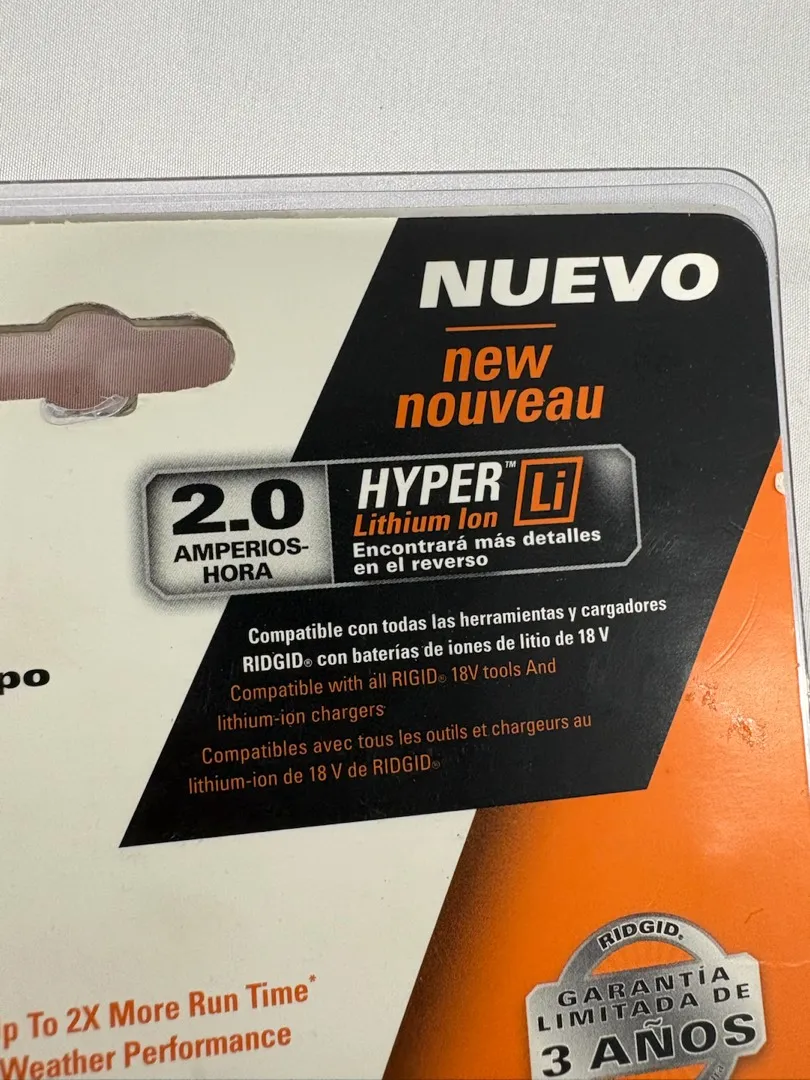 NUEVO
new
nouveau
2.0
AMPERIOS-
HORA
HYPER™ Li
Lithium Ion
Encontrará más detalles
en el reverso
Compatible con todas las herramientas y cargadores
RIDGID® con baterías de iones de litio de 18 V
Compatible with all RIGID® 18V tools And
lithium-ion chargers
Compatibles avec tous les outils et chargeurs au
lithium-ion de 18 V de RIDGID®
po
p To 2X More Run Time*
Weather Performance
RIDGID®
GARANTÍA
LIMITADA DE
3 AÑOS